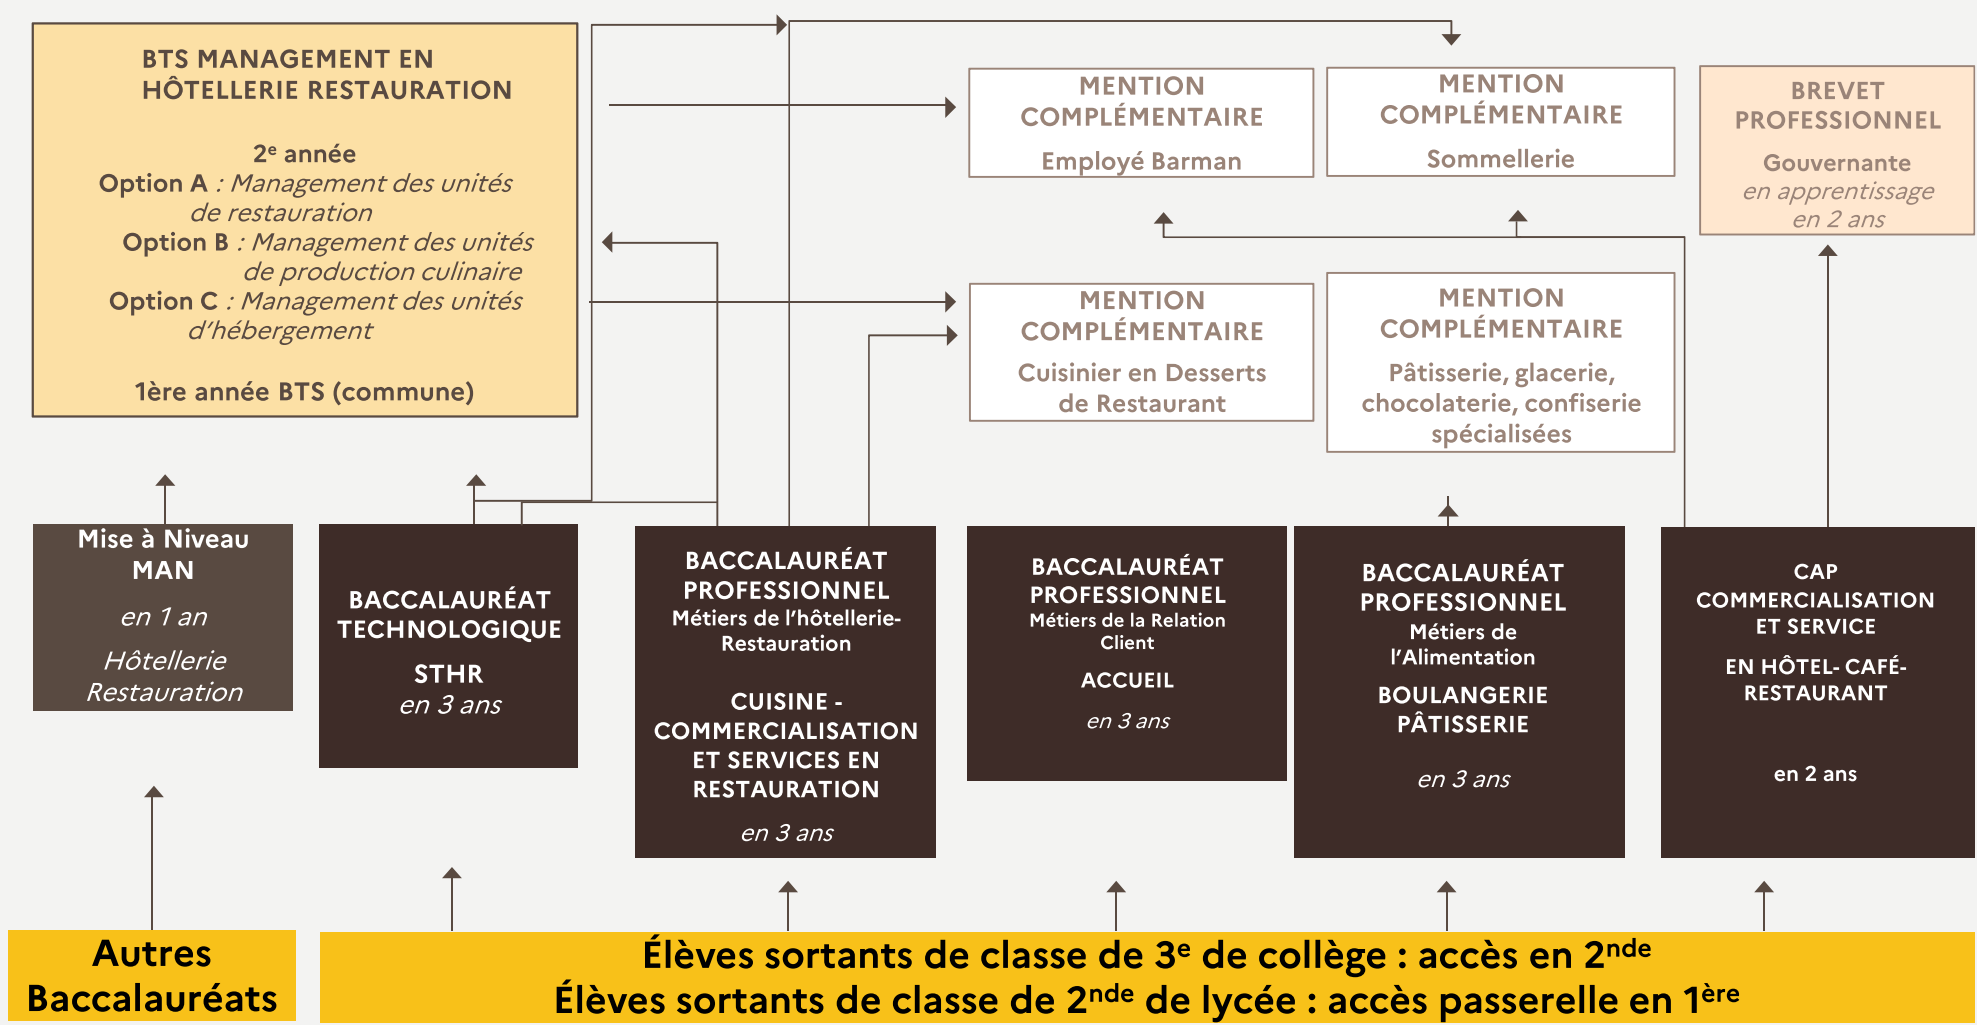 BTS MANAGEMENT EN
HÔTELLERIE RESTAURATION
2e année
Option A : Management des unités
de restauration
Option B : Management des unités
de production culinaire
Option C : Management des unités
d’hébergement
1ère année BTS (commune)
MENTION
COMPLÉMENTAIRE
Employé Barman
MENTION
COMPLÉMENTAIRE
Sommellerie
BREVET
PROFESSIONNEL
Gouvernante
en apprentissage
en 2 ans
MENTION
COMPLÉMENTAIRE
Cuisinier en Desserts
de Restaurant
MENTION
COMPLÉMENTAIRE
Pâtisserie, glacerie,
chocolaterie, confiserie
spécialisées
Mise à Niveau
MAN
en 1 an
Hôtellerie
Restauration
BACCALAURÉAT
TECHNOLOGIQUE
STHR
en 3 ans
BACCALAURÉAT
PROFESSIONNEL
Métiers de l’hôtellerie-
Restauration
CUISINE -
COMMERCIALISATION
ET SERVICES EN
RESTAURATION
en 3 ans
BACCALAURÉAT
PROFESSIONNEL
Métiers de la Relation
Client
ACCUEIL
en 3 ans
BACCALAURÉAT
PROFESSIONNEL
Métiers de
l’Alimentation
BOULANGERIE
PÂTISSERIE
en 3 ans
CAP
COMMERCIALISATION
ET SERVICE
EN HÔTEL- CAFÉ-
RESTAURANT
en 2 ans
Autres
Baccalauréats
Élèves sortants de classe de 3e de collège : accès en 2nde
Élèves sortants de classe de 2nde de lycée : accès passerelle en 1ère